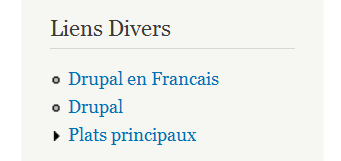 Liens Divers
Drupal en Francais
Drupal
Plats principaux